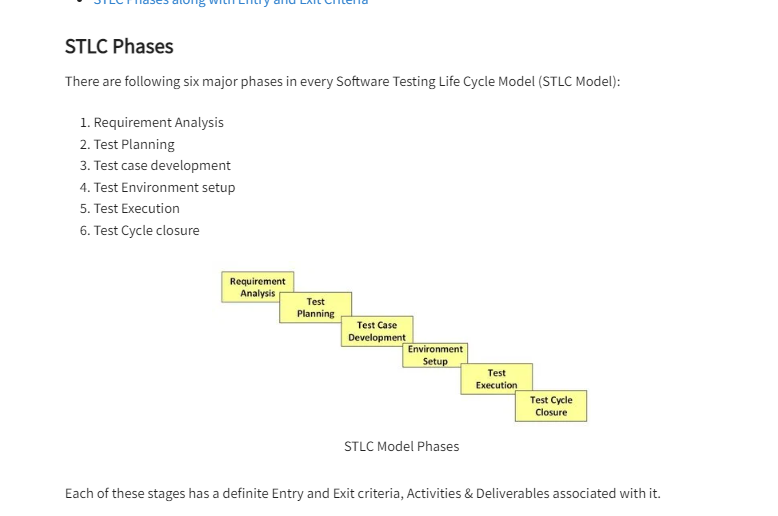 STLC Phases along with Entry and Exit Criteria
STLC Phases
There are following six major phases in every Software Testing Life Cycle Model (STLC Model):
1. Requirement Analysis
2. Test Planning
3. Test case development
4. Test Environment setup
5. Test Execution
6. Test Cycle closure
Requirement
Analysis
Test
Planning
Test Case
Development
Environment
Setup
Test
Execution
Test Cycle
Closure
STLC Model Phases
Each of these stages has a definite Entry and Exit criteria, Activities & Deliverables associated with it.